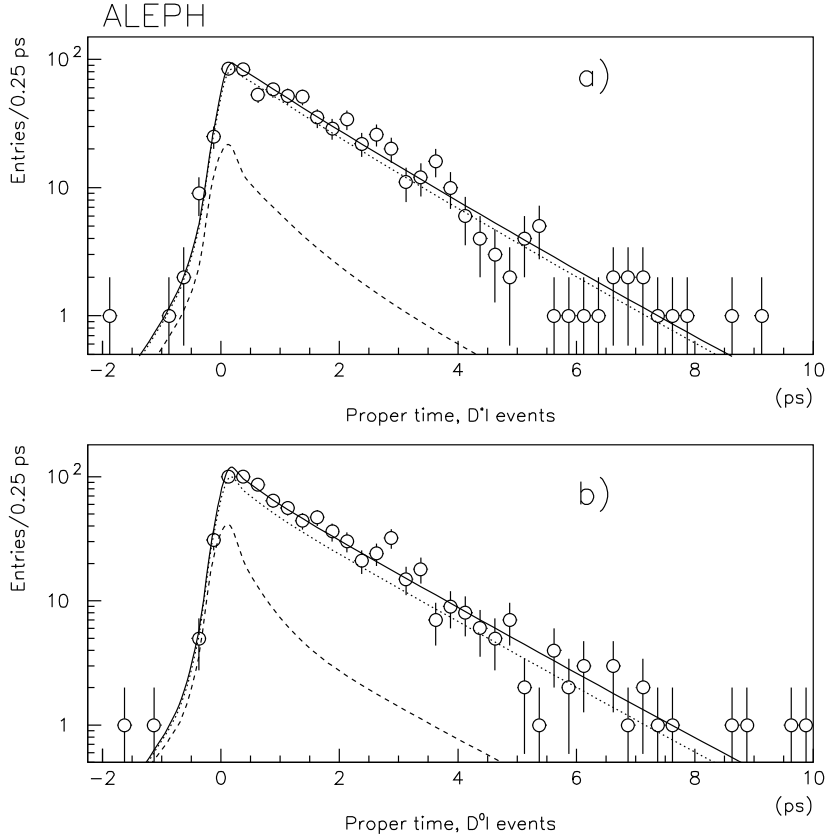 ALEPH
Entries/0.25 ps
a)
10²
10
1
−2 0 2 4 6 8 10
(ps)
Proper time, D*l events
Entries/0.25 ps
b)
10²
10
1
−2 0 2 4 6 8 10
(ps)
Proper time, D⁰l events